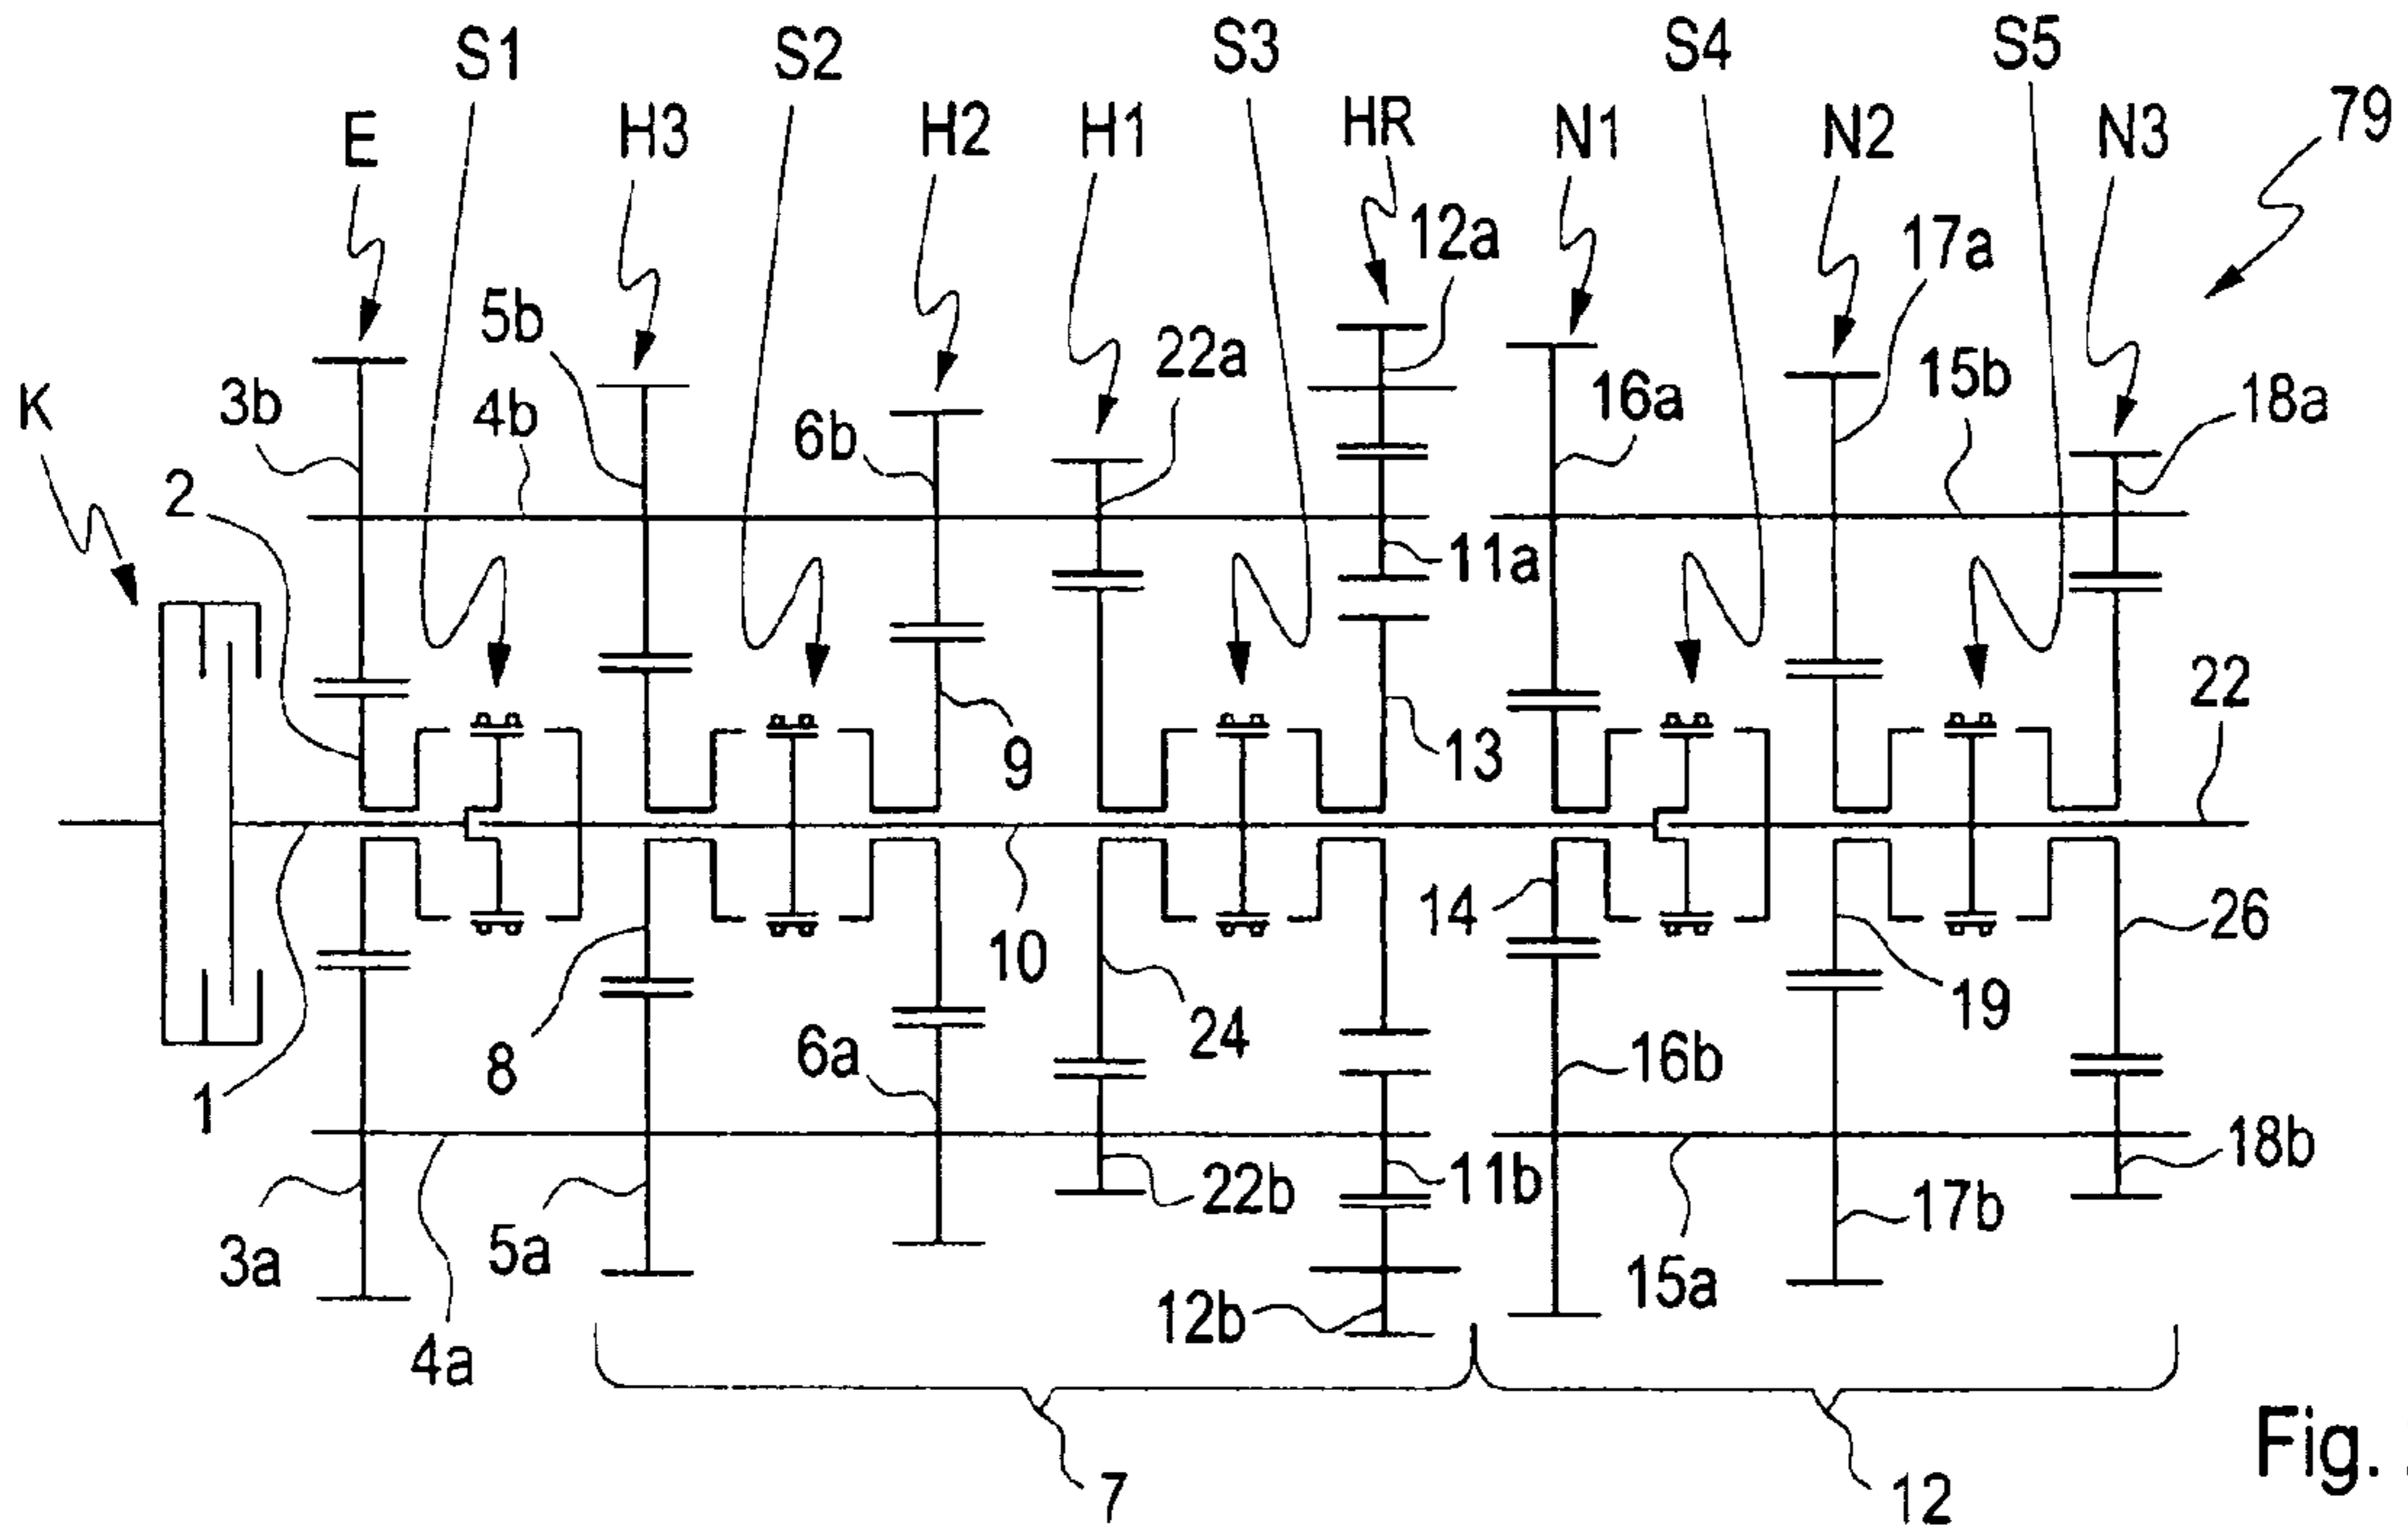 S1 S2 S3 S4 S5
E H3 H2 H1 HR N1 N2 N3 79
12a 17a
5b 22a 15b
K 3b 4b 6b 16a 18a
2
11a
22
9 13
14 26
10
8 6a 24 16b 19
1
22b 11b 18b
3a 5a 17b
15a
4a 12b
7 12
Fig.